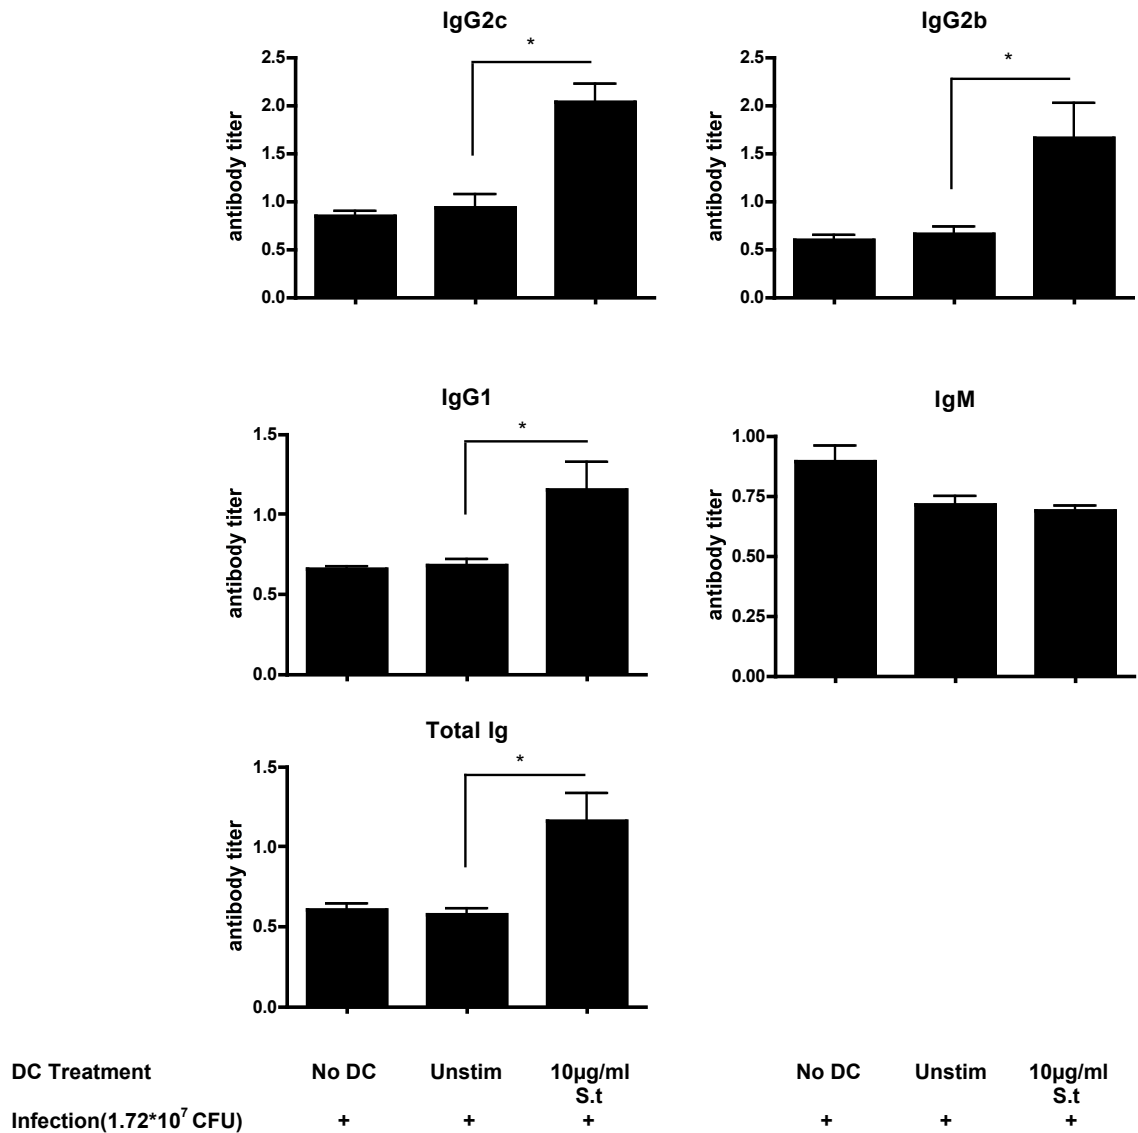 IgG2c
*
antibody titer
2.5
2.0
1.5
1.0
0.5
0.0
IgG2b
*
antibody titer
2.5
2.0
1.5
1.0
0.5
0.0
IgG1
*
antibody titer
1.5
1.0
0.5
0.0
IgM
antibody titer
1.00
0.75
0.50
0.25
0.00
Total Ig
*
antibody titer
1.5
1.0
0.5
0.0
DC Treatment No DC Unstim 10µg/ml No DC Unstim 10µg/ml
S.t S.t
Infection(1.72*10⁷ CFU) + + + + + +